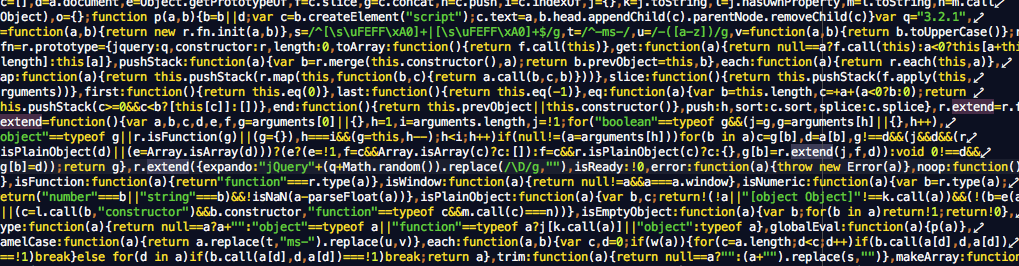 c=[],d=a.document,e=Object.getPrototypeOf,f=c.slice,g=c.concat,h=c.push,i=c.indexOf,j={},k=j.toString,l=j.hasOwnProperty,m=l.toString,n=m.call
Object),o={};function p(a,b){b=b||d;var c=b.createElement("script");c.text=a,b.head.appendChild(c).parentNode.removeChild(c)}var q="3.2.1",
=function(a,b){return new r.fn.init(a,b)},s=/^[\s\uFEFF\xA0]+|[\s\uFEFF\xA0]+$/g,t=/^-ms-/,u=/-([a-z])/g,v=function(a,b){return b.toUpperCase()};r
fn=r.prototype={jquery:q,constructor:r,length:0,toArray:function(){return f.call(this)},get:function(a){return null==a?f.call(this):a<0?this[a+thi
length]:this[a]},pushStack:function(a){var b=r.merge(this.constructor(),a);return b.prevObject=this,b},each:function(a){return r.each(this,a)},
ap:function(a){return this.pushStack(r.map(this,function(b,c){return a.call(b,c,b)}))},slice:function(){return this.pushStack(f.apply(this,
rguments))},first:function(){return this.eq(0)},last:function(){return this.eq(-1)},eq:function(a){var b=this.length,c=+a+(a<0?b:0);return
this.pushStack(c>=0&&c<b?[this[c]]:[])},end:function(){return this.prevObject||this.constructor()},push:h,sort:c.sort,splice:c.splice},r.extend=r.f
extend=function(){var a,b,c,d,e,f,g=arguments[0]||{},h=1,i=arguments.length,j=!1;for("boolean"==typeof g&&(j=g,g=arguments[h]||{},h++),
object"==typeof g||r.isFunction(g)||(g={}),h===i&&(g=this,h--);h<i;h++)if(null!=(a=arguments[h]))for(b in a)c=g[b],d=a[b],g!==d&&(j&&d&&(r
isPlainObject(d)||(e=Array.isArray(d)))?(e?(e=!1,f=c&&Array.isArray(c)?c:[]):f=c&&r.isPlainObject(c)?c:{},g[b]=r.extend(j,f,d)):void 0!==d&&
g[b]=d));return g},r.extend({expando:"jQuery"+(q+Math.random()).replace(/\D/g,""),isReady:!0,error:function(a){throw new Error(a)},noop:function()
},isFunction:function(a){return"function"===r.type(a)},isWindow:function(a){return null!=a&&a===a.window},isNumeric:function(a){var b=r.type(a);
eturn("number"===b||"string"===b)&&!isNaN(a-parseFloat(a))},isPlainObject:function(a){var b,c;return!(!a||"[object Object]"!==k.call(a))&&(!(b=e(a
||(c=l.call(b,"constructor")&&b.constructor,"function"==typeof c&&m.call(c)===n))},isEmptyObject:function(a){var b;for(b in a)return!1;return!0},
ype:function(a){return null==a?a+"":"object"==typeof a||"function"==typeof a?j[k.call(a)]||"object":typeof a},globalEval:function(a){p(a)},
amelCase:function(a){return a.replace(t,"ms-").replace(u,v)},each:function(a,b){var c,d=0;if(w(a)){for(c=a.length;d<c;d++)if(b.call(a[d],d,a[d])
===!1)break}else for(d in a)if(b.call(a[d],d,a[d])===!1)break;return a},trim:function(a){return null==a?"":(a+"").replace(s,"")},makeArray:function